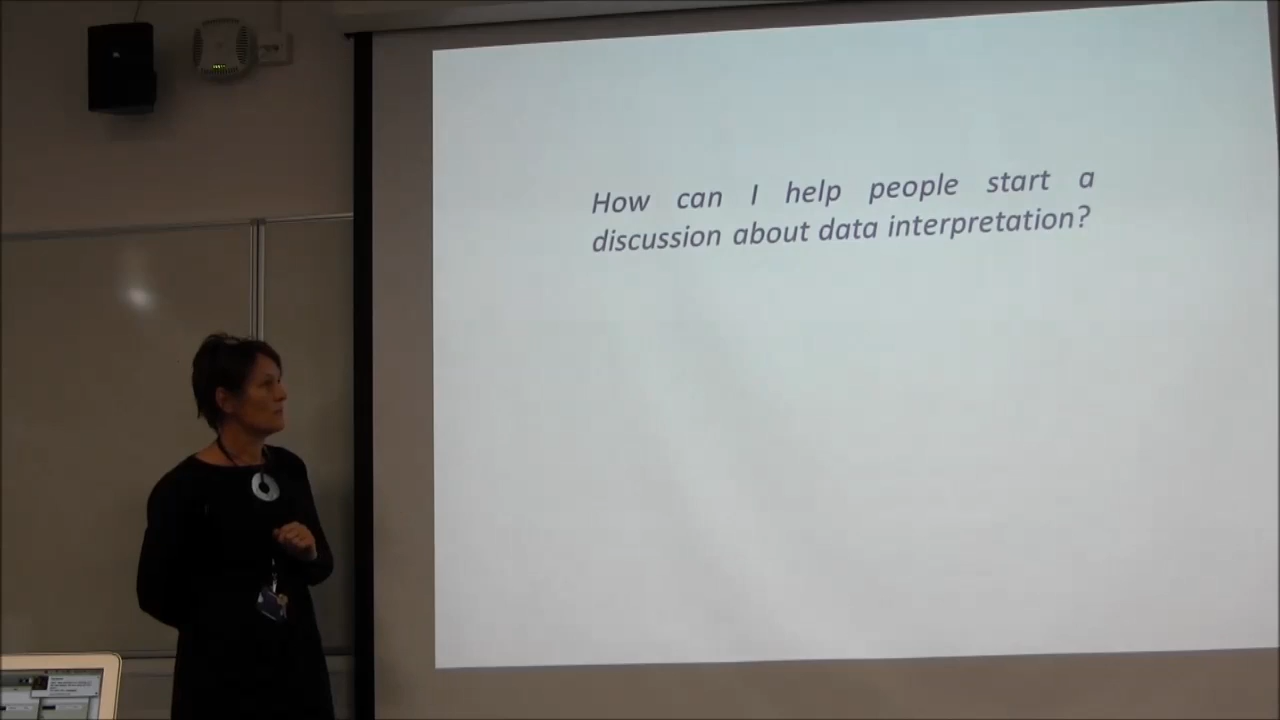 How can I help people start a
discussion about data interpretation?